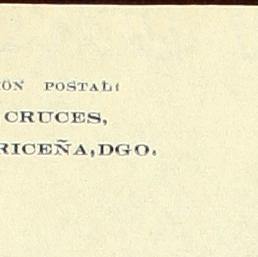 ÓN POSTAL:
CRUCES,
RICEÑA,DGO.